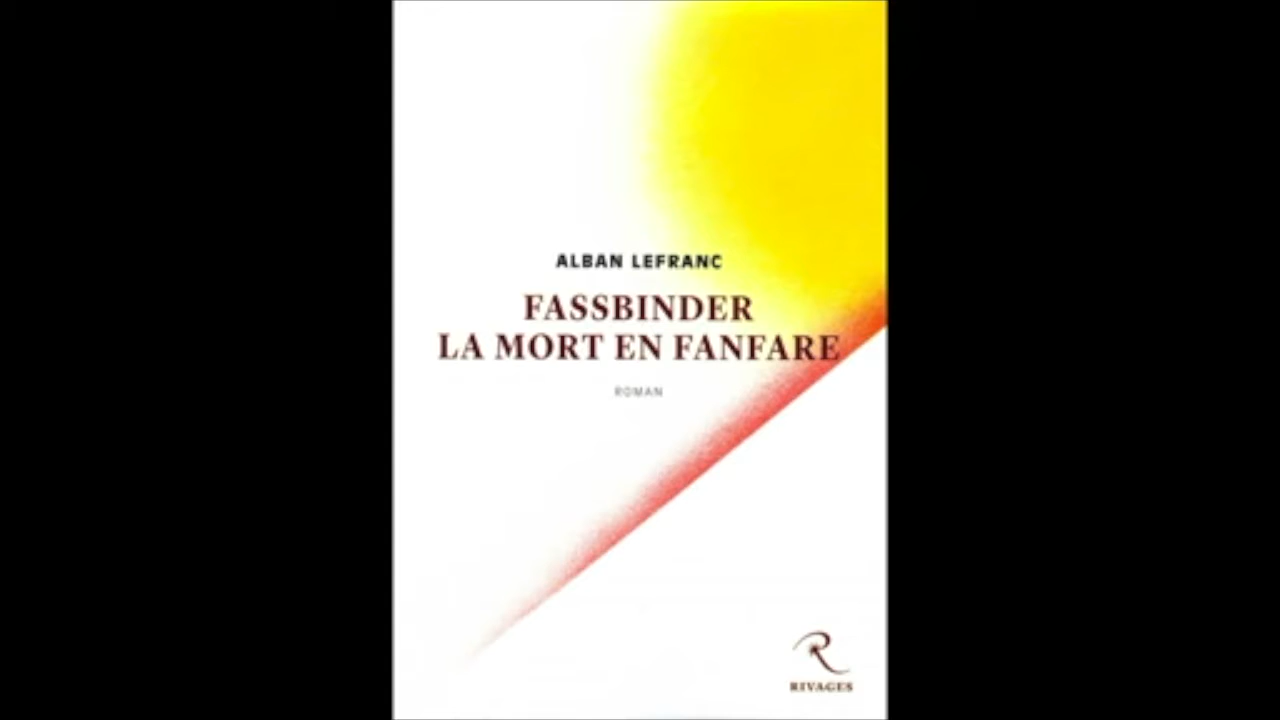 ALBAN LEFRANC
FASSBINDER
LA MORT EN FANFARE
ROMAN
RIVAGES